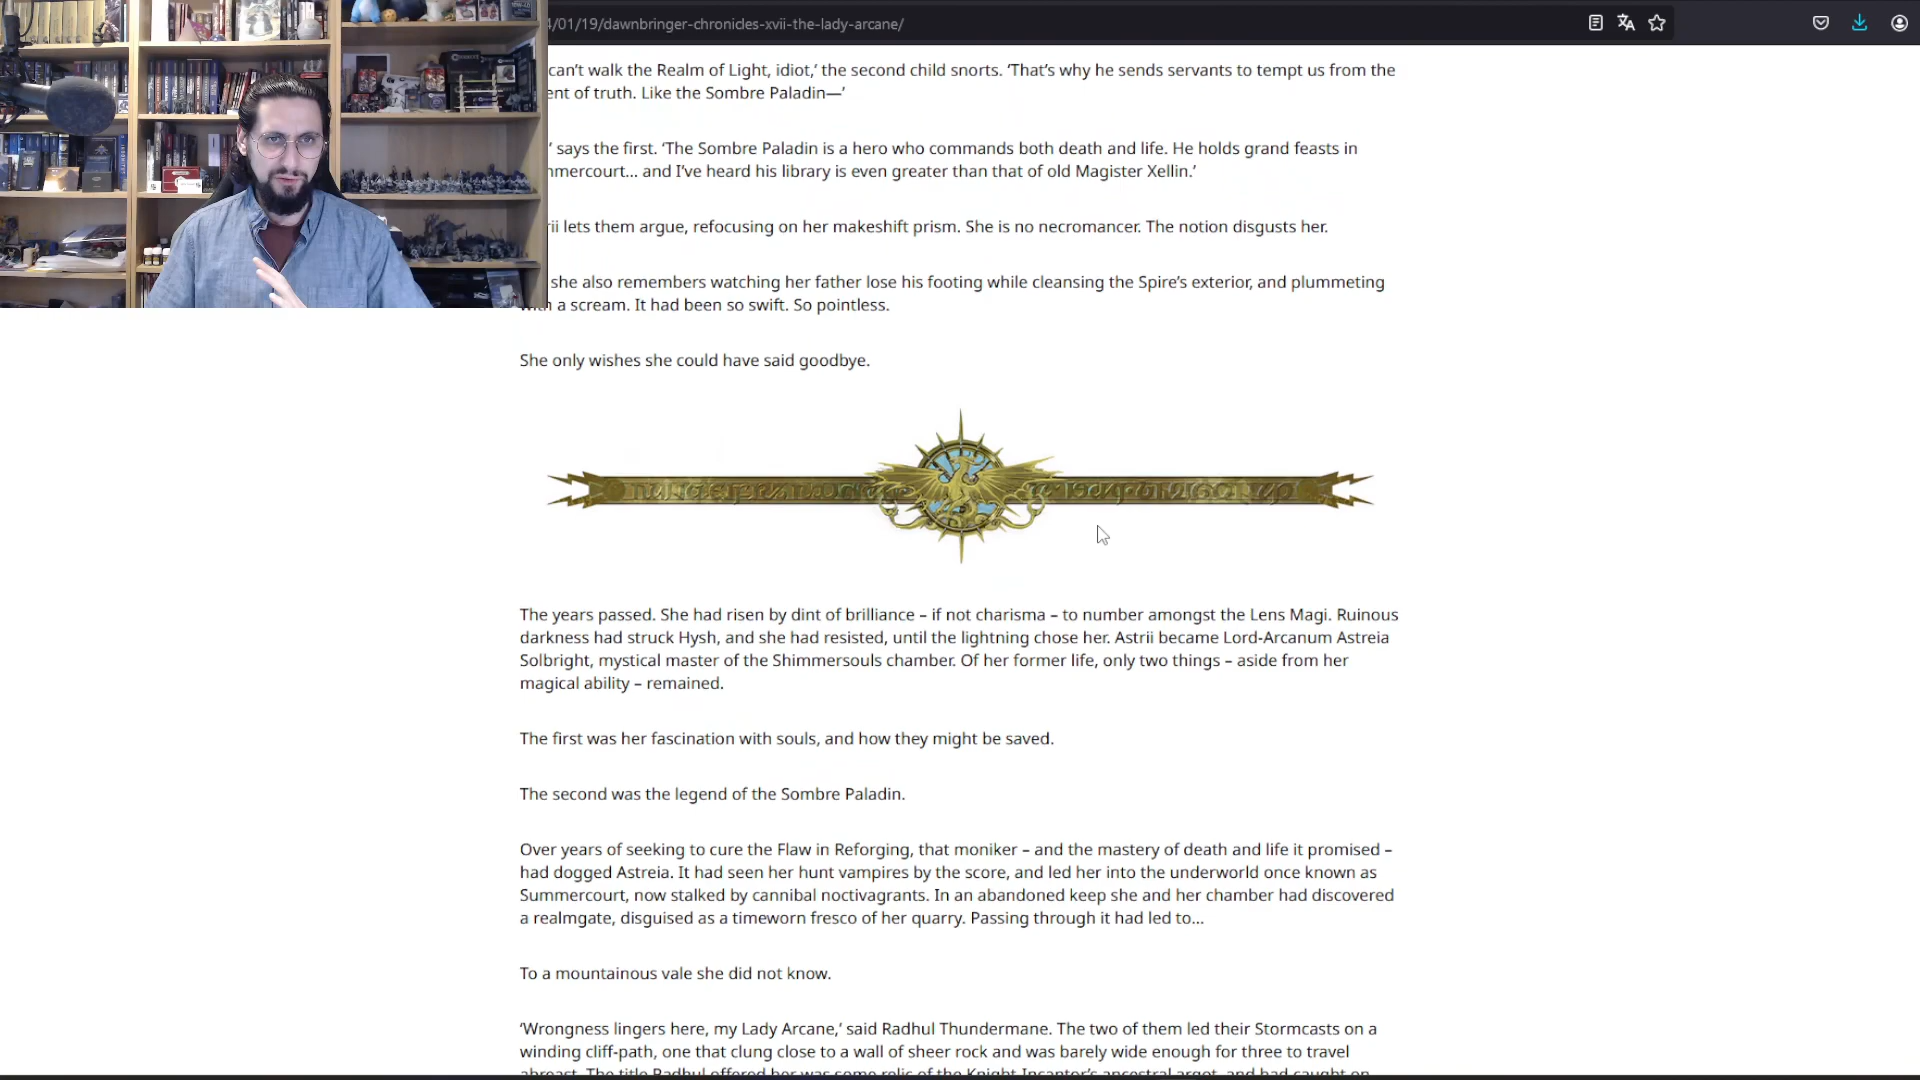 4/01/19/dawnbringer-chronicles-xvii-the-lady-arcane/
can’t walk the Realm of Light, idiot,’ the second child snorts. ‘That’s why he sends servants to tempt us from the
ent of truth. Like the Sombre Paladin—’
’ says the first. ‘The Sombre Paladin is a hero who commands both death and life. He holds grand feasts in
mmercourt… and I’ve heard his library is even greater than that of old Magister Xellin.’
rii lets them argue, refocusing on her makeshift prism. She is no necromancer. The notion disgusts her.
she also remembers watching her father lose his footing while cleansing the Spire’s exterior, and plummeting
with a scream. It had been so swift. So pointless.
She only wishes she could have said goodbye.
The years passed. She had risen by dint of brilliance – if not charisma – to number amongst the Lens Magi. Ruinous
darkness had struck Hysh, and she had resisted, until the lightning chose her. Astrii became Lord-Arcanum Astreia
Solbright, mystical master of the Shimmersouls chamber. Of her former life, only two things – aside from her
magical ability – remained.
The first was her fascination with souls, and how they might be saved.
The second was the legend of the Sombre Paladin.
Over years of seeking to cure the Flaw in Reforging, that moniker – and the mastery of death and life it promised –
had dogged Astreia. It had seen her hunt vampires by the score, and led her into the underworld once known as
Summercourt, now stalked by cannibal noctivagrants. In an abandoned keep she and her chamber had discovered
a realmgate, disguised as a timeworn fresco of her quarry. Passing through it had led to…
To a mountainous vale she did not know.
‘Wrongness lingers here, my Lady Arcane,’ said Radhul Thundermane. The two of them led their Stormcasts on a
winding cliff-path, one that clung close to a wall of sheer rock and was barely wide enough for three to travel
abreast. The title Radhul offered her was some relic of the Knight-Incantor’s ancestral argot, and had caught on